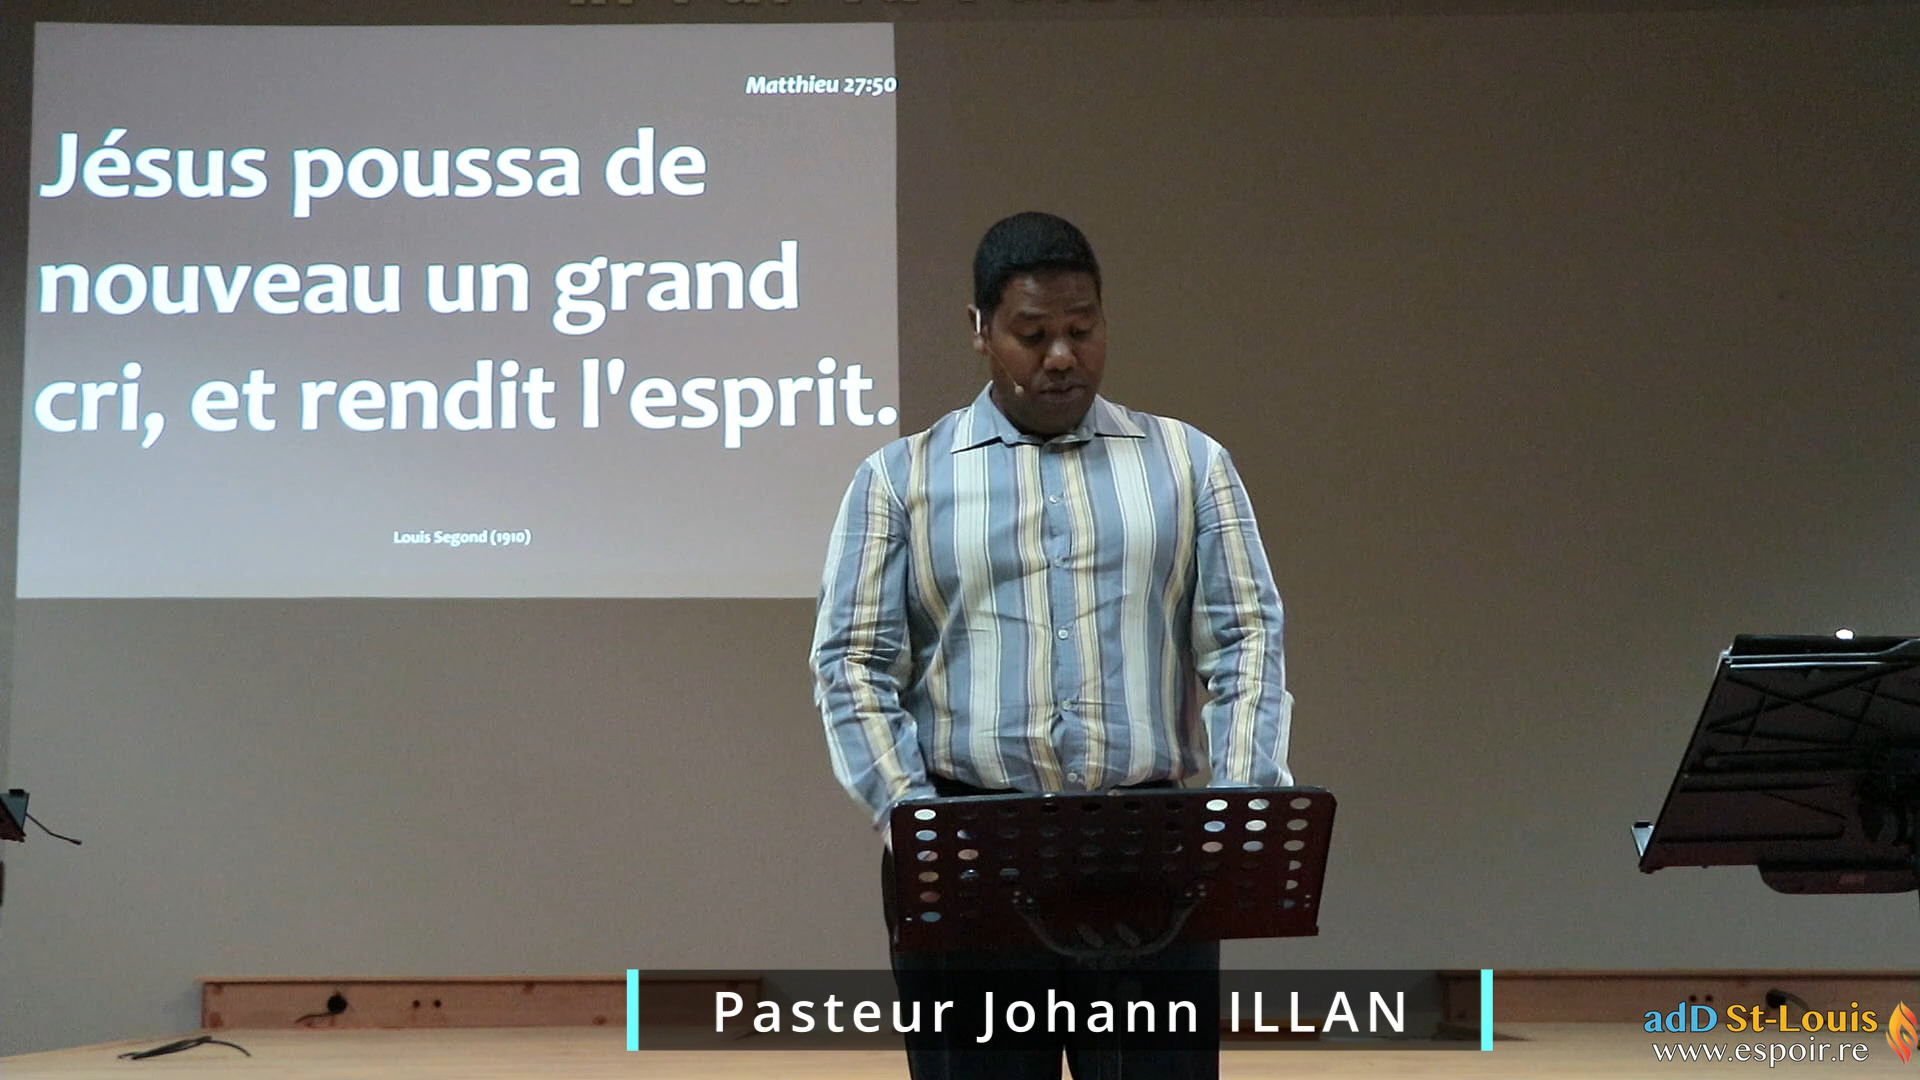 Matthieu 27:50
Jésus poussa de
nouveau un grand
cri, et rendit l'esprit.
Louis Segond (1910)
Pasteur Johann ILLAN
adD St-Louis
www.espoir.re